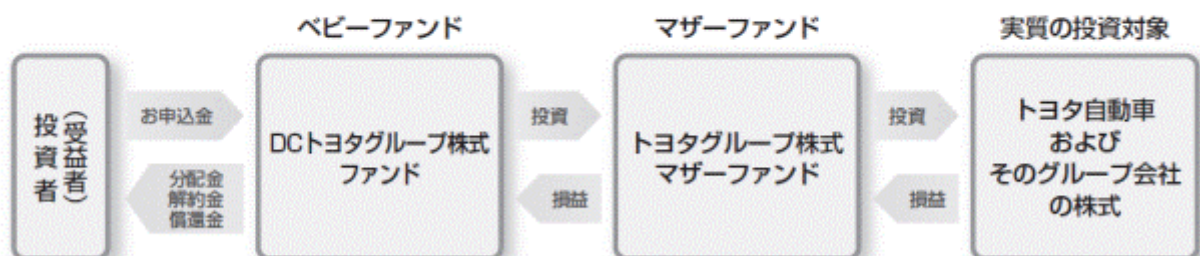 ベビーファンド
マザーファンド
実質の投資対象
投資者
(受益者)
お申込金
分配金
解約金
償還金
DCトヨタグループ株式
ファンド
投資
損益
トヨタグループ株式
マザーファンド
投資
損益
トヨタ自動車
および
そのグループ会社
の株式